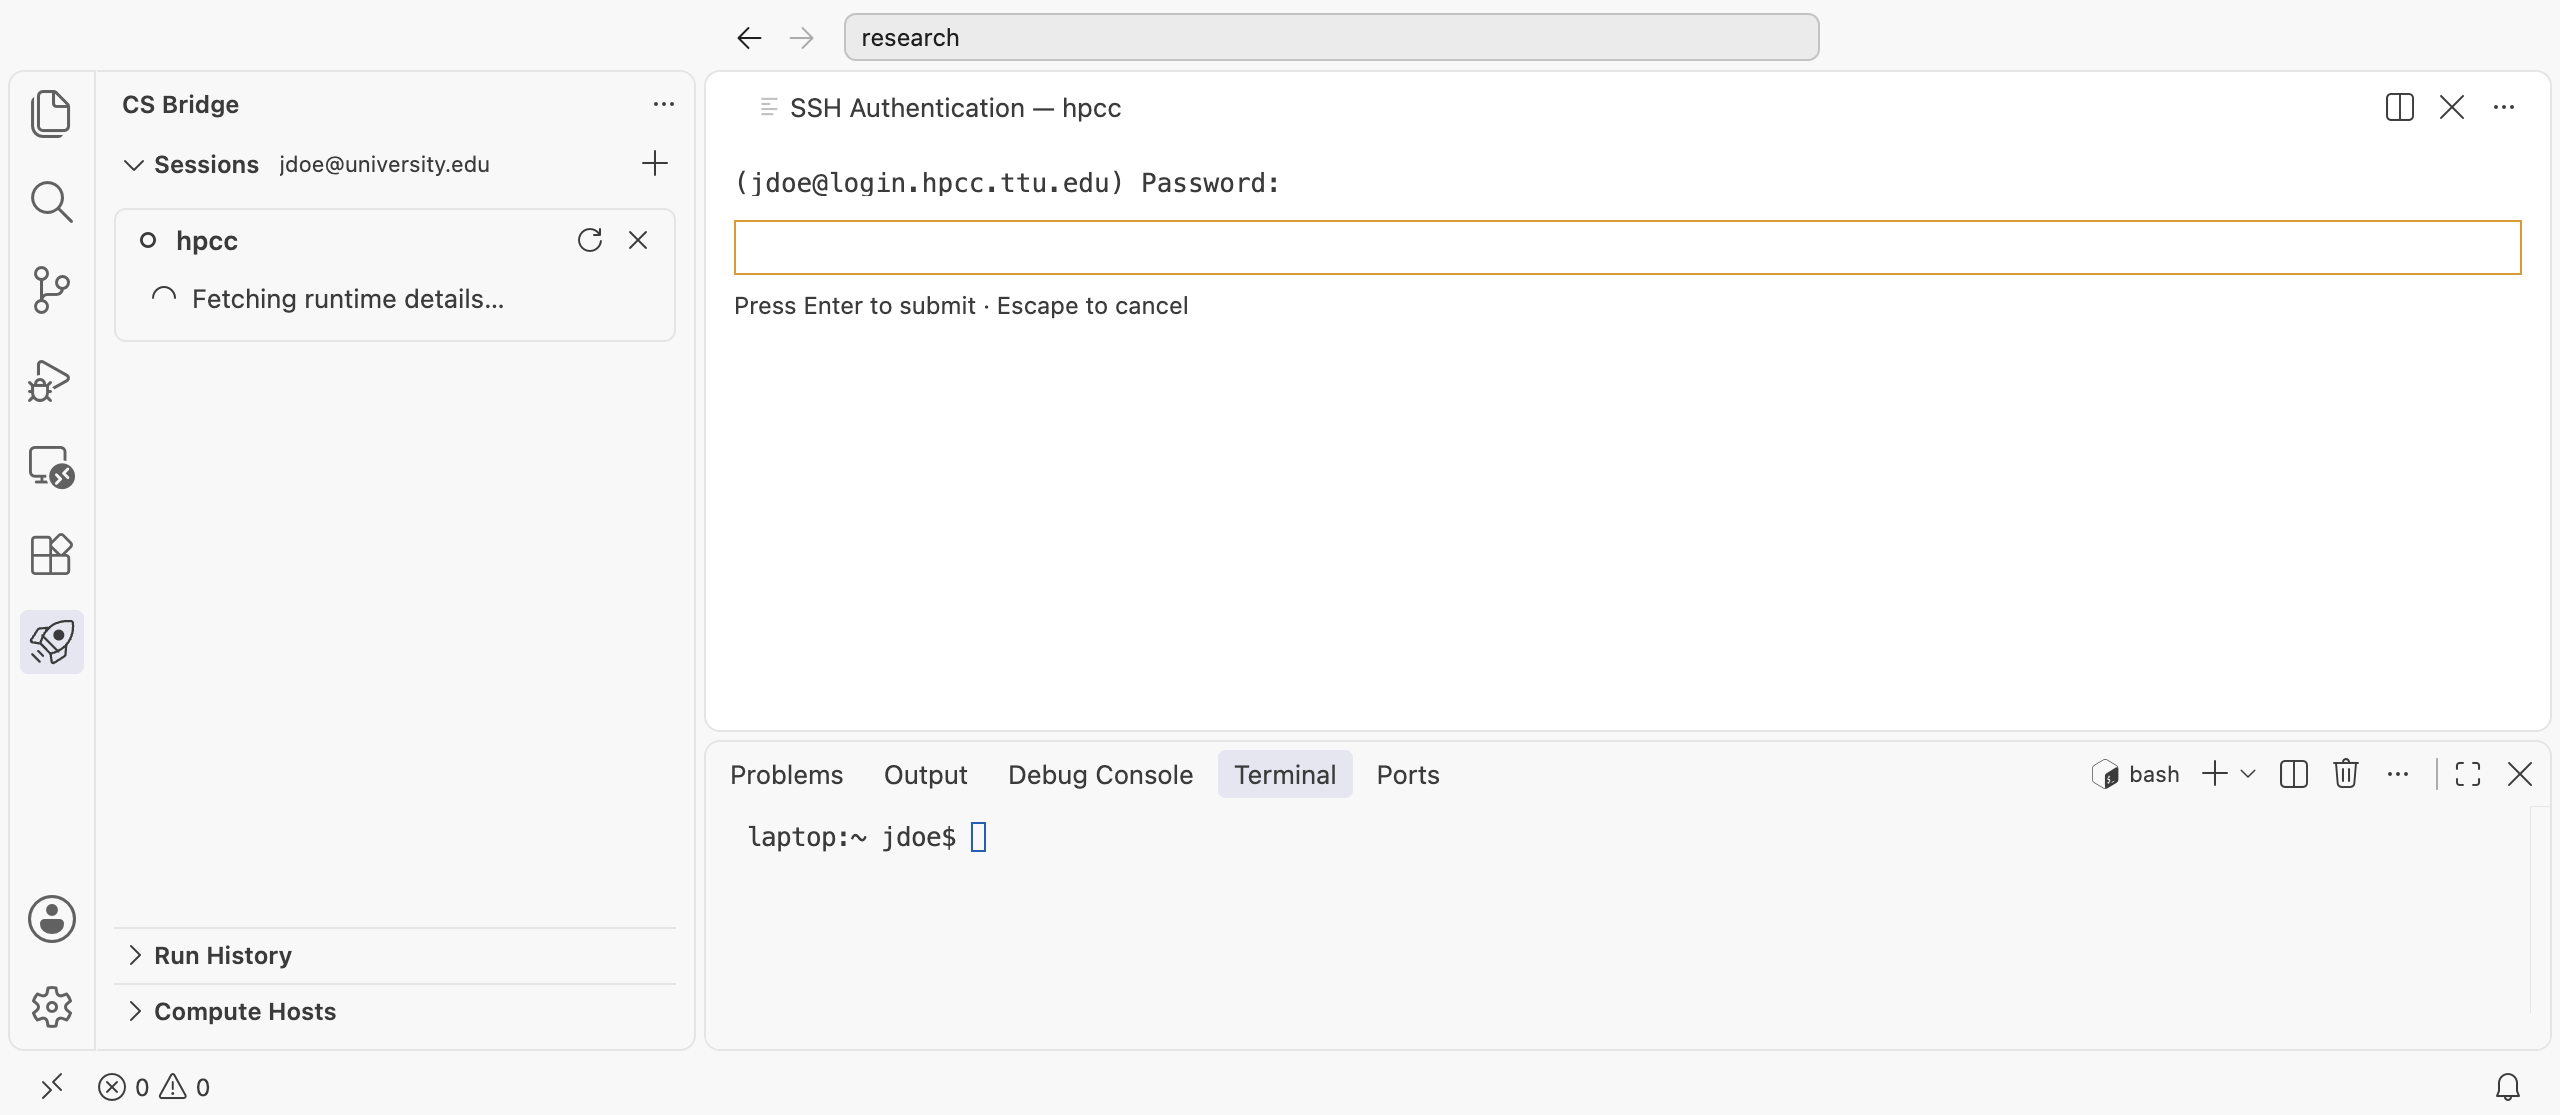 research
CS Bridge
Sessions jdoe@university.edu
hpcc
Fetching runtime details...
Run History
Compute Hosts
SSH Authentication — hpcc
(jdoe@login.hpcc.ttu.edu) Password:
Press Enter to submit · Escape to cancel
Problems Output Debug Console Terminal Ports
bash
laptop:~ jdoe$
0 0